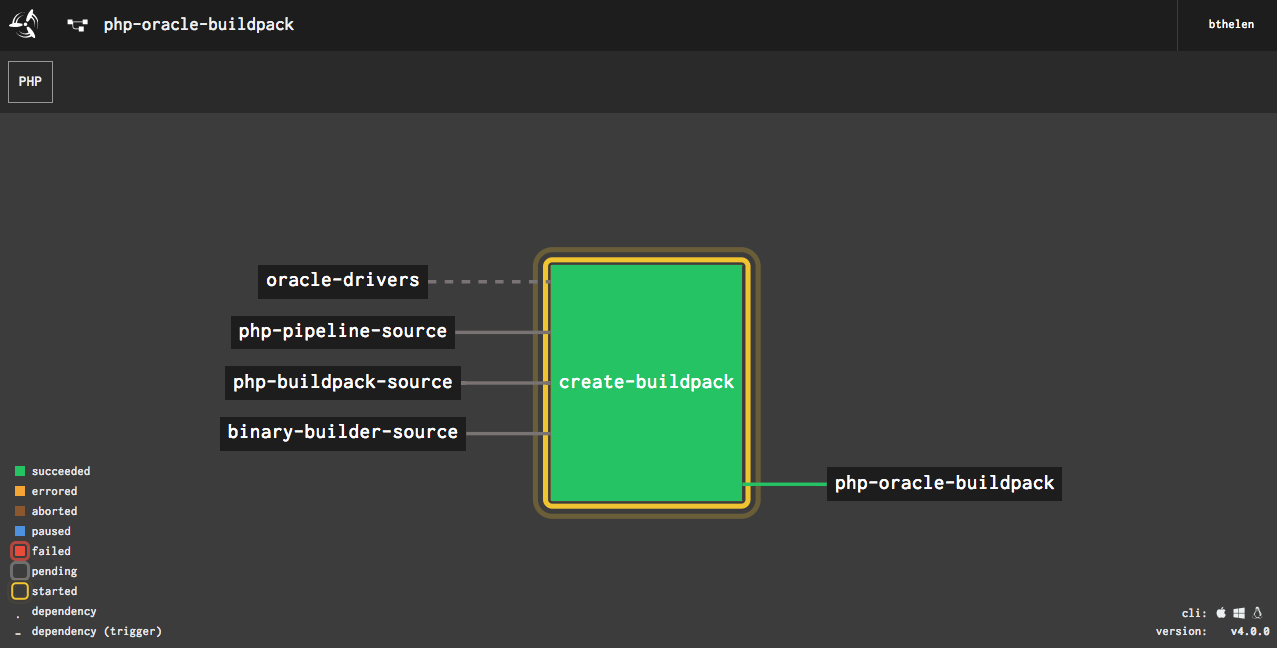 php-oracle-buildpack
bthelen
PHP
oracle-drivers
php-pipeline-source
php-buildpack-source
binary-builder-source
create-buildpack
php-oracle-buildpack
succeeded
errored
aborted
paused
failed
pending
started
dependency
dependency (trigger)
cli:
version: v4.0.0